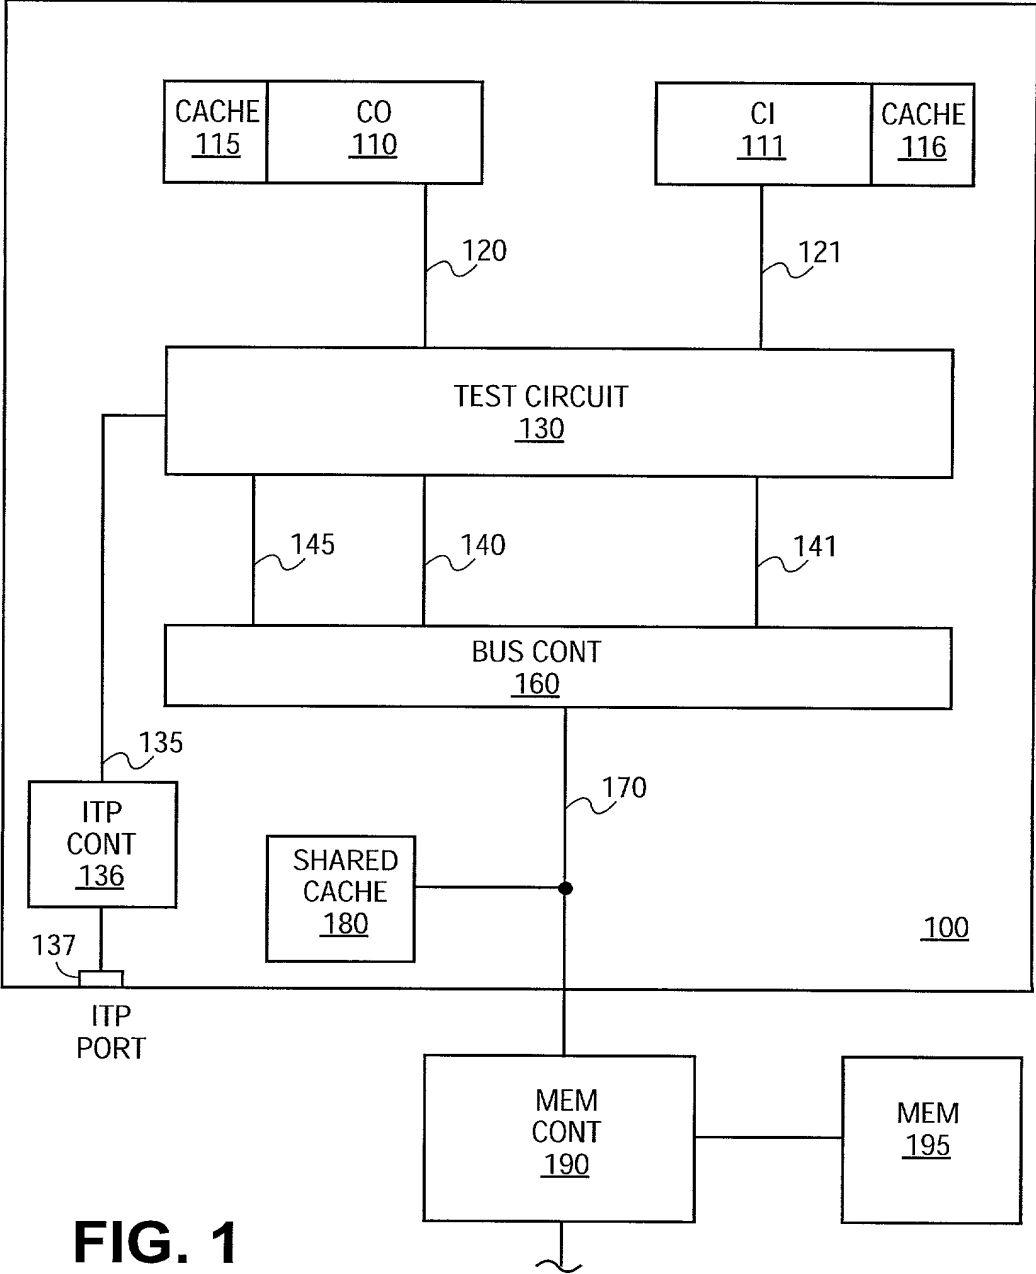 CACHE
115
CO
110
CI
111
CACHE
116
120
121
TEST CIRCUIT
130
145
140
141
BUS CONT
160
135
170
ITP
CONT
136
SHARED
CACHE
180
100
137
ITP
PORT
MEM
CONT
190
MEM
195
FIG. 1